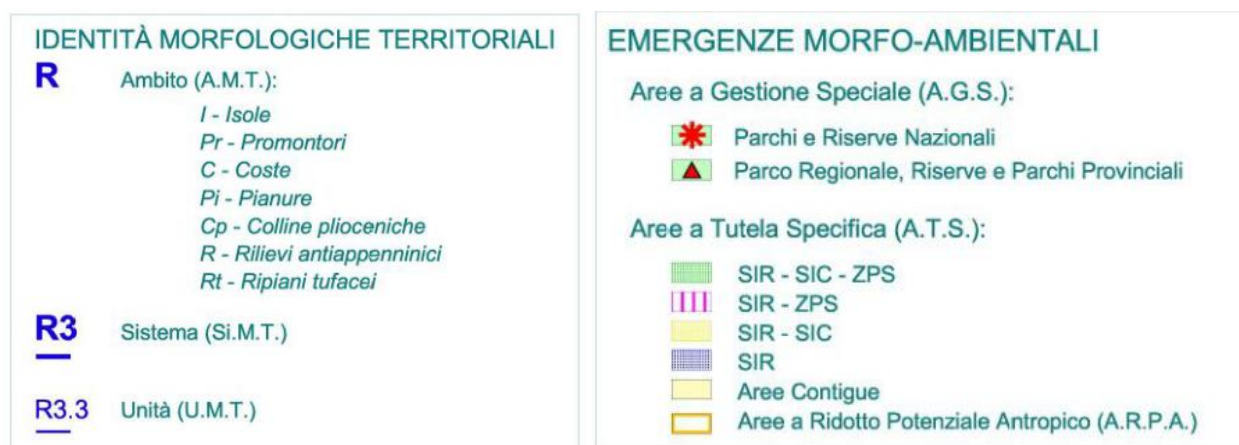 IDENTITÀ MORFOLOGICHE TERRITORIALI
R Ambito (A.M.T.):
I - Isole
Pr - Promontori
C - Coste
Pi - Pianure
Cp - Colline plioceniche
R - Rilievi antiappenninici
Rt - Ripiani tufacei
R3 Sistema (Si.M.T.)
R3.3 Unità (U.M.T.)
EMERGENZE MORFO-AMBIENTALI
Aree a Gestione Speciale (A.G.S.):
Parchi e Riserve Nazionali
Parco Regionale, Riserve e Parchi Provinciali
Aree a Tutela Specifica (A.T.S.):
SIR - SIC - ZPS
SIR - ZPS
SIR - SIC
SIR
Aree Contigue
Aree a Ridotto Potenziale Antropico (A.R.P.A.)